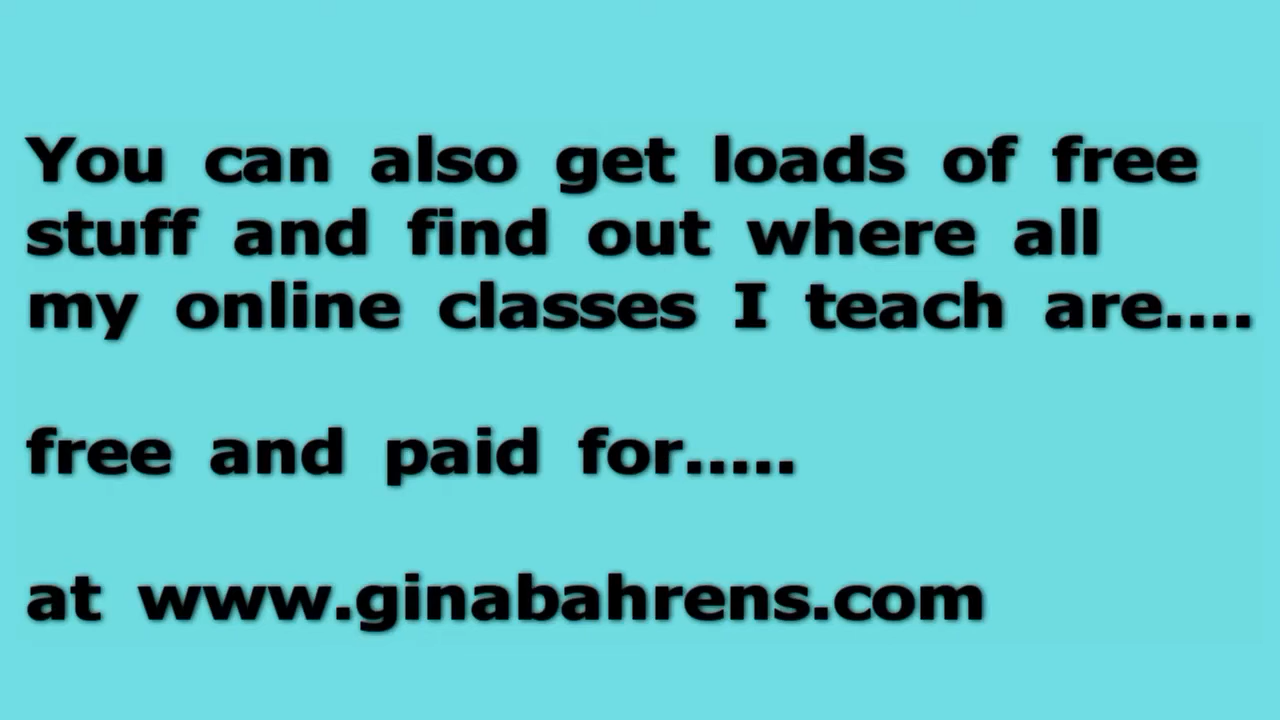 You can also get loads of free
stuff and find out where all
my online classes I teach are....
free and paid for.....
at www.ginabahrens.com